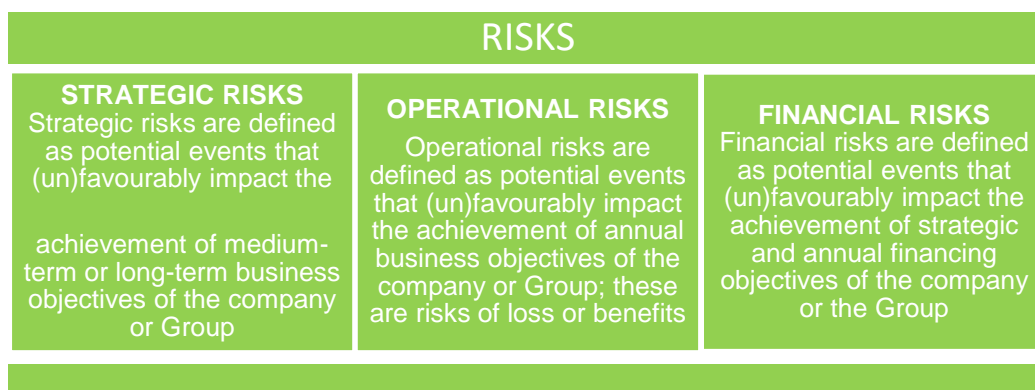 RISKS
STRATEGIC RISKS
Strategic risks are defined
as potential events that
(un)favourably impact the
achievement of medium-
term or long-term business
objectives of the company
or Group
OPERATIONAL RISKS
Operational risks are
defined as potential events
that (un)favourably impact
the achievement of annual
business objectives of the
company or Group; these
are risks of loss or benefits
FINANCIAL RISKS
Financial risks are defined
as potential events that
(un)favourably impact the
achievement of strategic
and annual financing
objectives of the company
or the Group